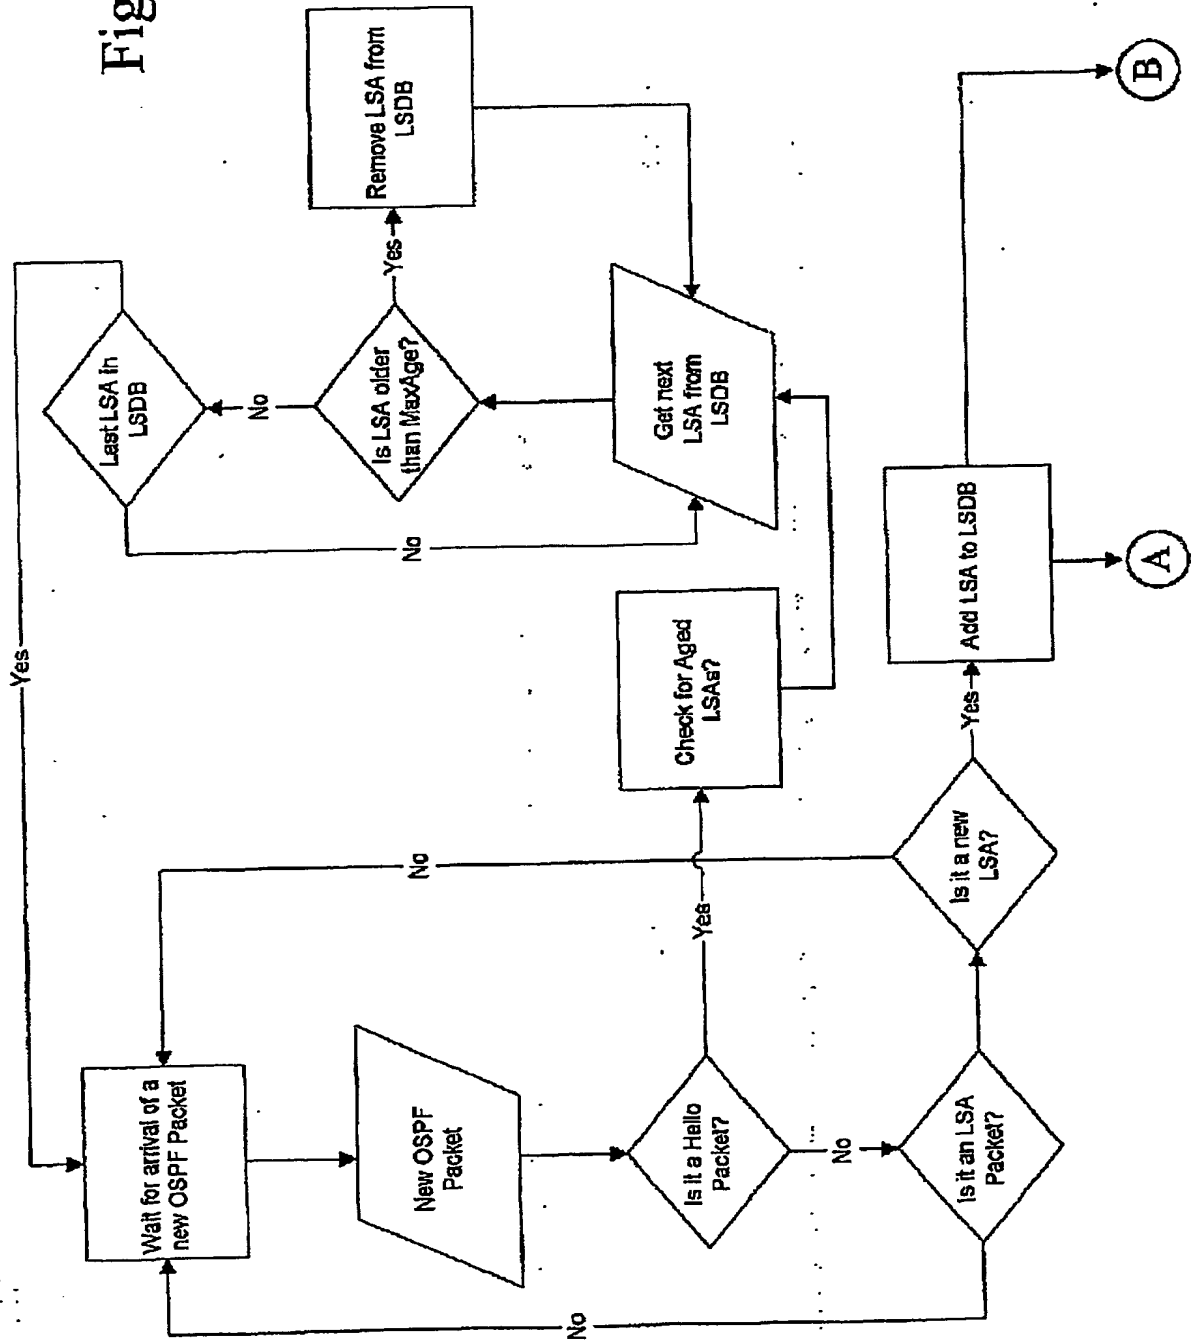 Fig
Wait for arrival of a
new OSPF Packet
New OSPF
Packet
Is it a Hello
Packet?
Yes
No
Is it an LSA
Packet?
No
Is it a new
LSA?
No
Yes
Check for Aged
LSAs?
Add LSA to LSDB
A
B
Get next
LSA from
LSDB
Is LSA older
than MaxAge?
Yes
Remove LSA from
LSDB
No
Last LSA in
LSDB
No
Yes